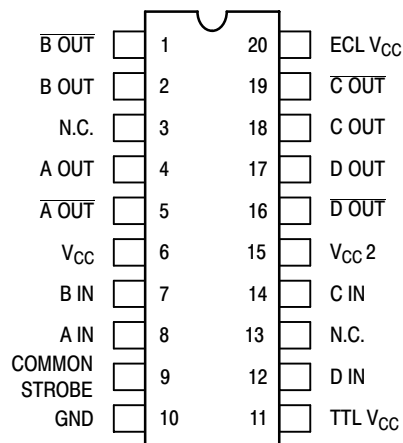 B OUT 1 20 ECL VCC
B OUT 2 19 C OUT
N.C. 3 18 C OUT
A OUT 4 17 D OUT
A OUT 5 16 D OUT
VCC 6 15 VCC 2
B IN 7 14 C IN
A IN 8 13 N.C.
COMMON
STROBE 9 12 D IN
GND 10 11 TTL VCC